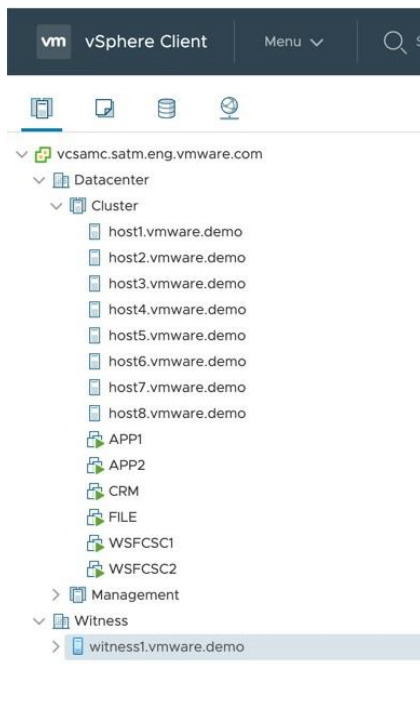 vm vSphere Client Menu
vcsamc.satm.eng.vmware.com
Datacenter
Cluster
host1.vmware.demo
host2.vmware.demo
host3.vmware.demo
host4.vmware.demo
host5.vmware.demo
host6.vmware.demo
host7.vmware.demo
host8.vmware.demo
APP1
APP2
CRM
FILE
WSFCSC1
WSFCSC2
Management
Witness
witness1.vmware.demo